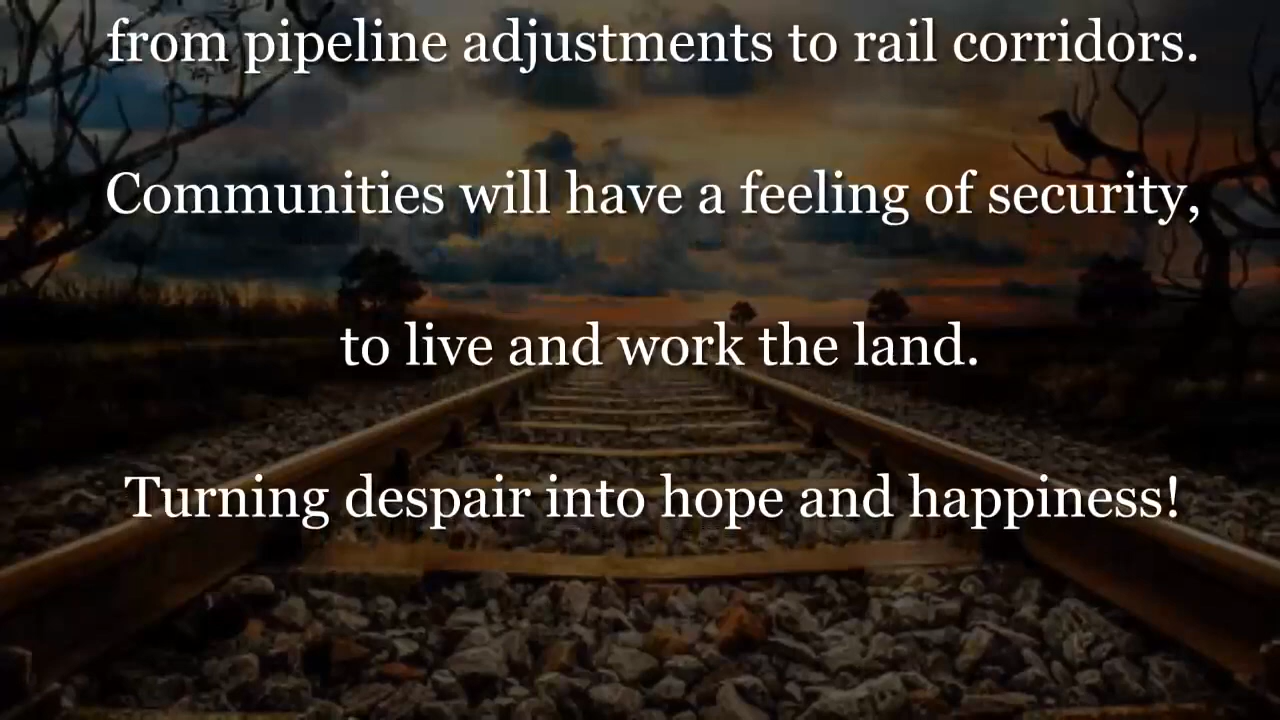 from pipeline adjustments to rail corridors.
Communities will have a feeling of security,
to live and work the land.
Turning despair into hope and happiness!